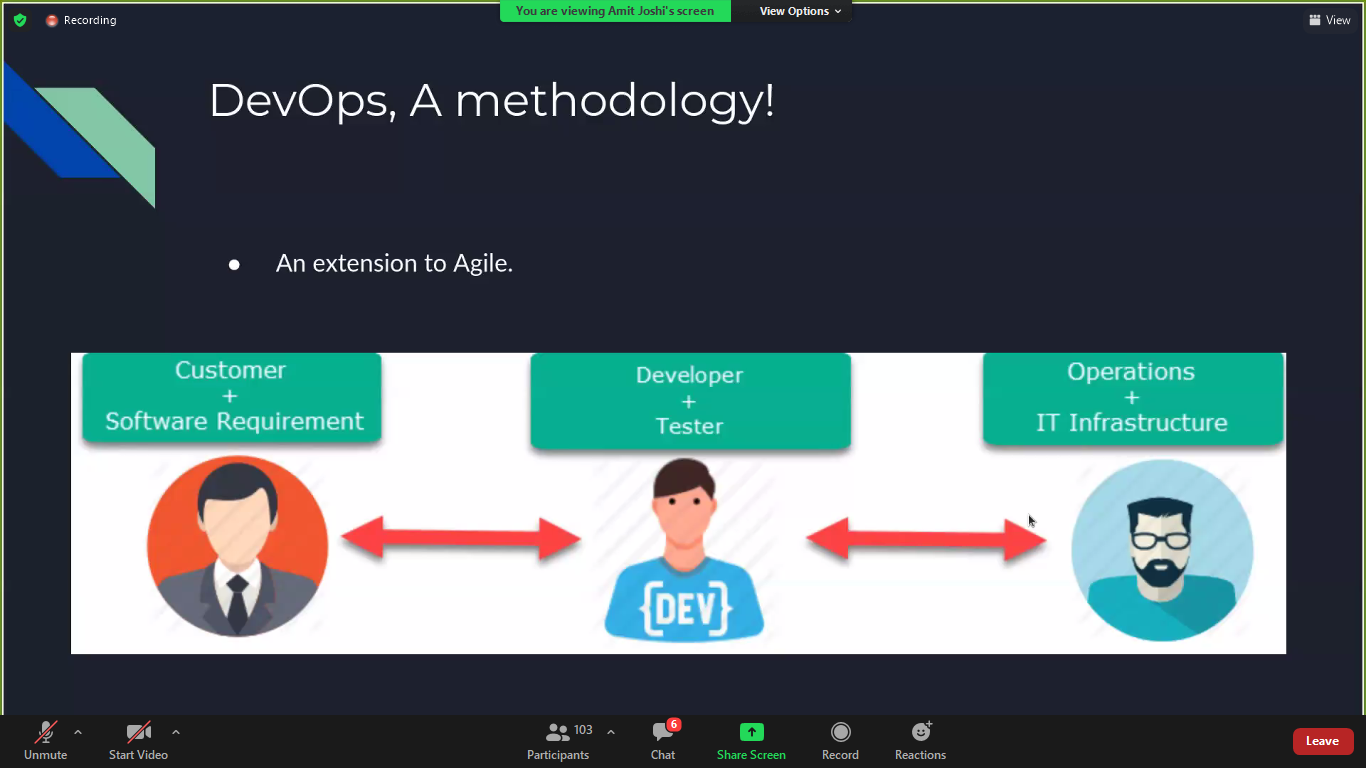 You are viewing Amit Joshi's screen View Options
Recording
View
DevOps, A methodology!
● An extension to Agile.
Customer
+
Software Requirement
Developer
+
Tester
Operations
+
IT Infrastructure
{DEV}
Unmute
Start Video
103
Participants
6
Chat
Share Screen
Record
Reactions
Leave